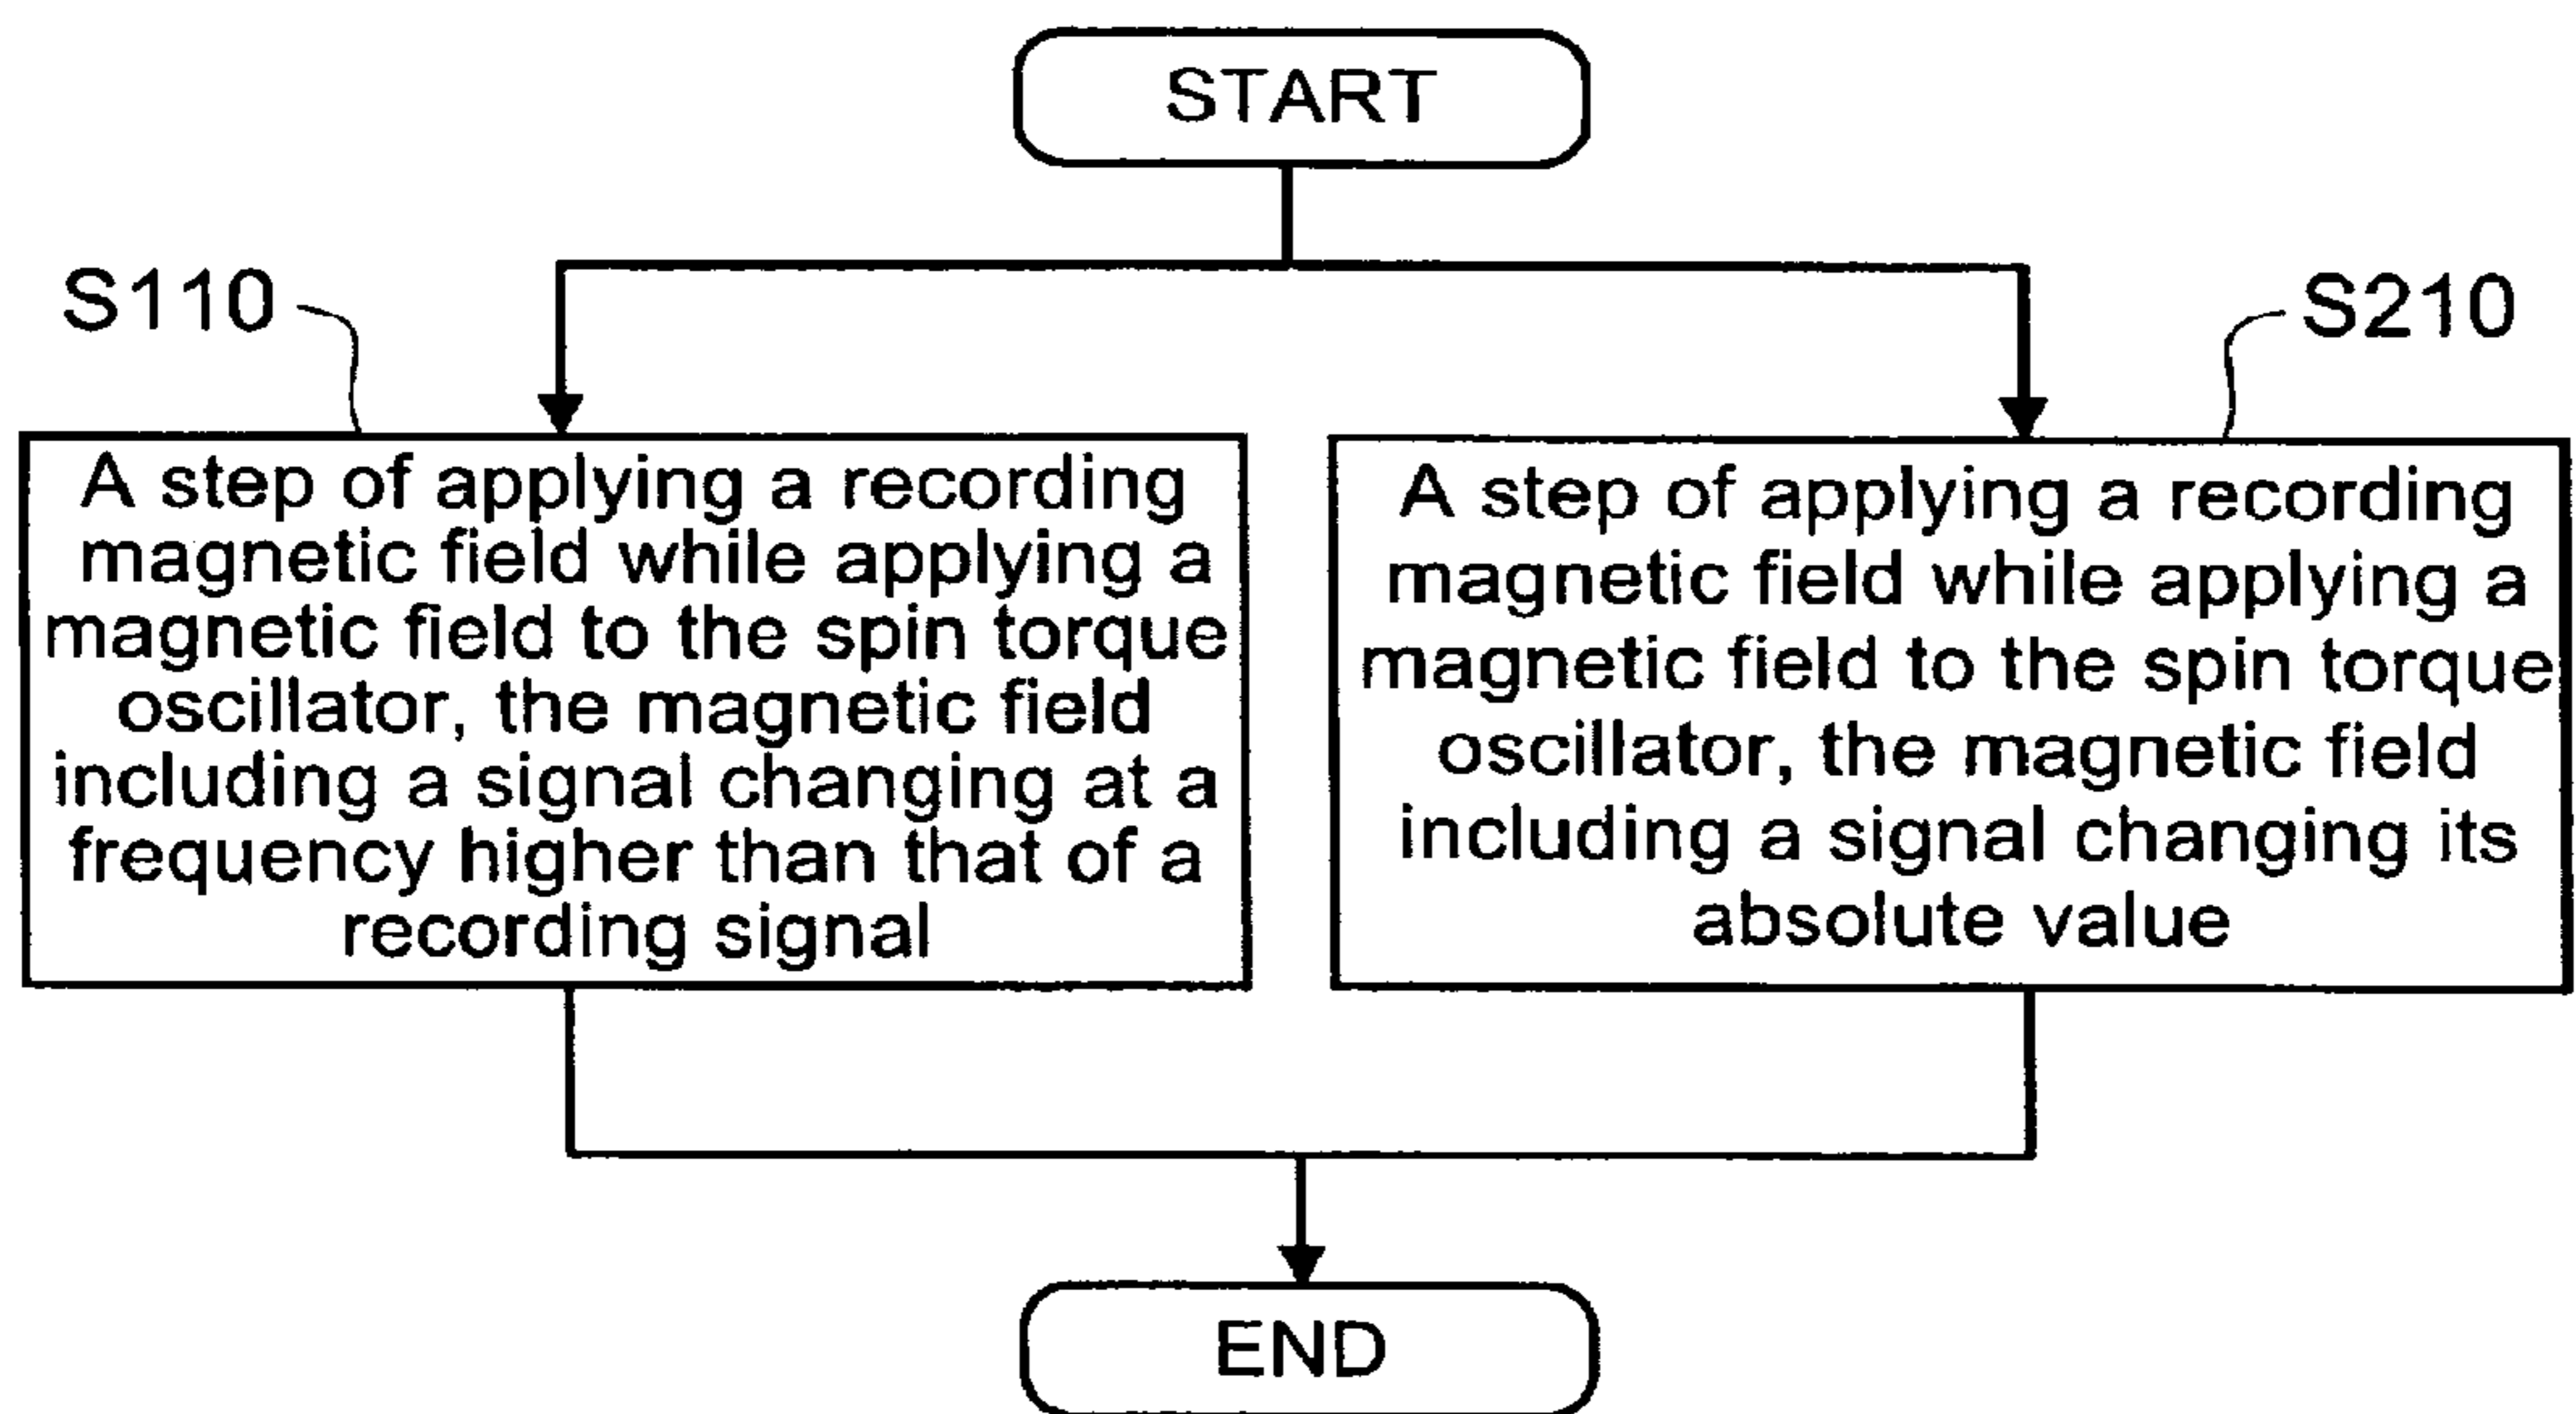 START
S110
S210
A step of applying a recording
magnetic field while applying a
magnetic field to the spin torque
oscillator, the magnetic field
including a signal changing at a
frequency higher than that of a
recording signal
A step of applying a recording
magnetic field while applying a
magnetic field to the spin torque
oscillator, the magnetic field
including a signal changing its
absolute value
END